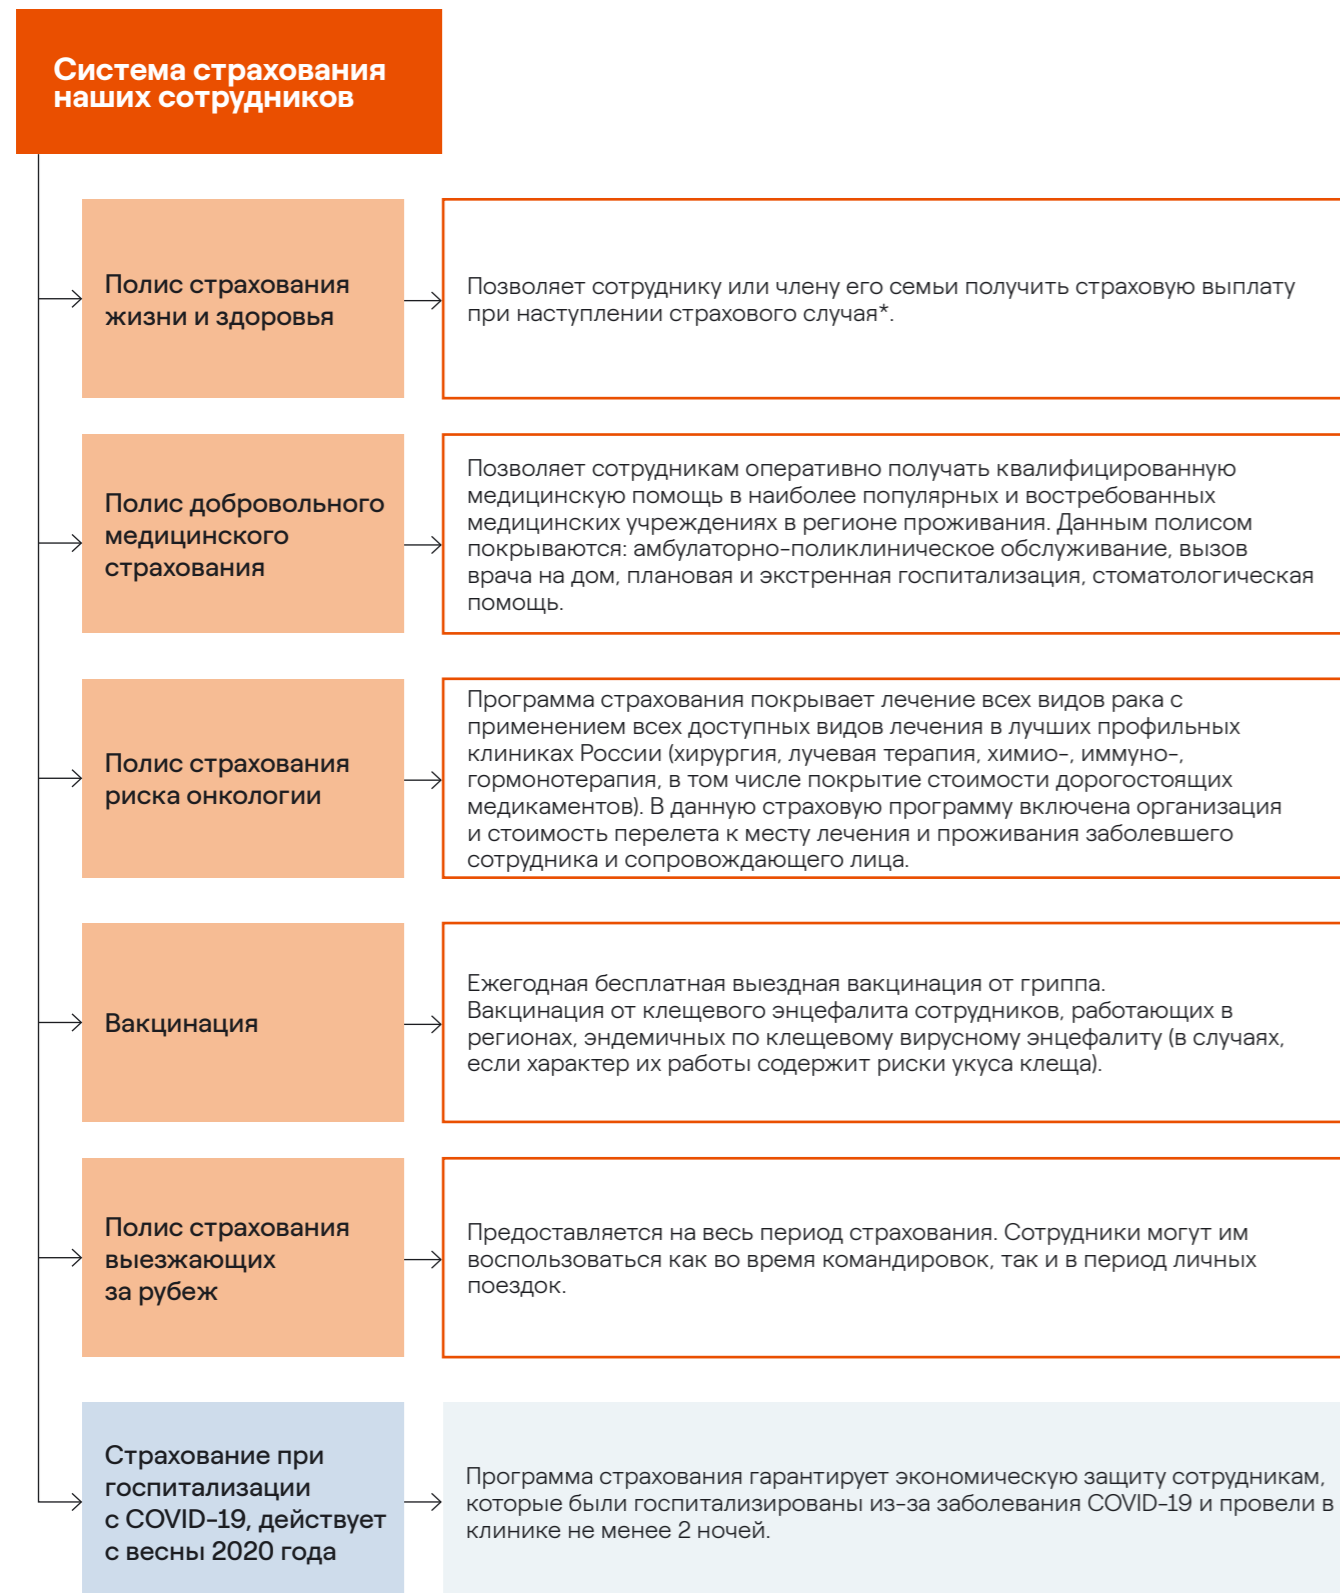 Система страхования
наших сотрудников
Полис страхования
жизни и здоровья
Позволяет сотруднику или члену его семьи получить страховую выплату
при наступлении страхового случая*.
Полис добровольного
медицинского
страхования
Позволяет сотрудникам оперативно получать квалифицированную
медицинскую помощь в наиболее популярных и востребованных
медицинских учреждениях в регионе проживания. Данным полисом
покрываются: амбулаторно-поликлиническое обслуживание, вызов
врача на дом, плановая и экстренная госпитализация, стоматологическая
помощь.
Полис страхования
риска онкологии
Программа страхования покрывает лечение всех видов рака с
применением всех доступных видов лечения в лучших профильных
клиниках России (хирургия, лучевая терапия, химио-, иммуно-,
гормонотерапия, в том числе покрытие стоимости дорогостоящих
медикаментов). В данную страховую программу включена организация
и стоимость перелета к месту лечения и проживания заболевшего
сотрудника и сопровождающего лица.
Вакцинация
Ежегодная бесплатная выездная вакцинация от гриппа.
Вакцинация от клещевого энцефалита сотрудников, работающих в
регионах, эндемичных по клещевому вирусному энцефалиту (в случаях,
если характер их работы содержит риски укуса клеща).
Полис страхования
выезжающих
за рубеж
Предоставляется на весь период страхования. Сотрудники могут им
воспользоваться как во время командировок, так и в период личных
поездок.
Страхование при
госпитализации
с COVID-19, действует
с весны 2020 года
Программа страхования гарантирует экономическую защиту сотрудникам,
которые были госпитализированы из-за заболевания COVID-19 и провели в
клинике не менее 2 ночей.